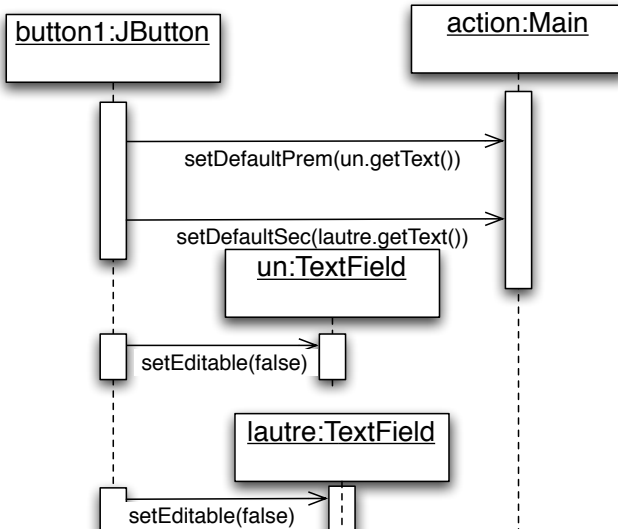 button1:JButton
action:Main
setDefaultPrem(un.getText())
setDefaultSec(lautre.getText())
un:TextField
setEditable(false)
lautre:TextField
setEditable(false)